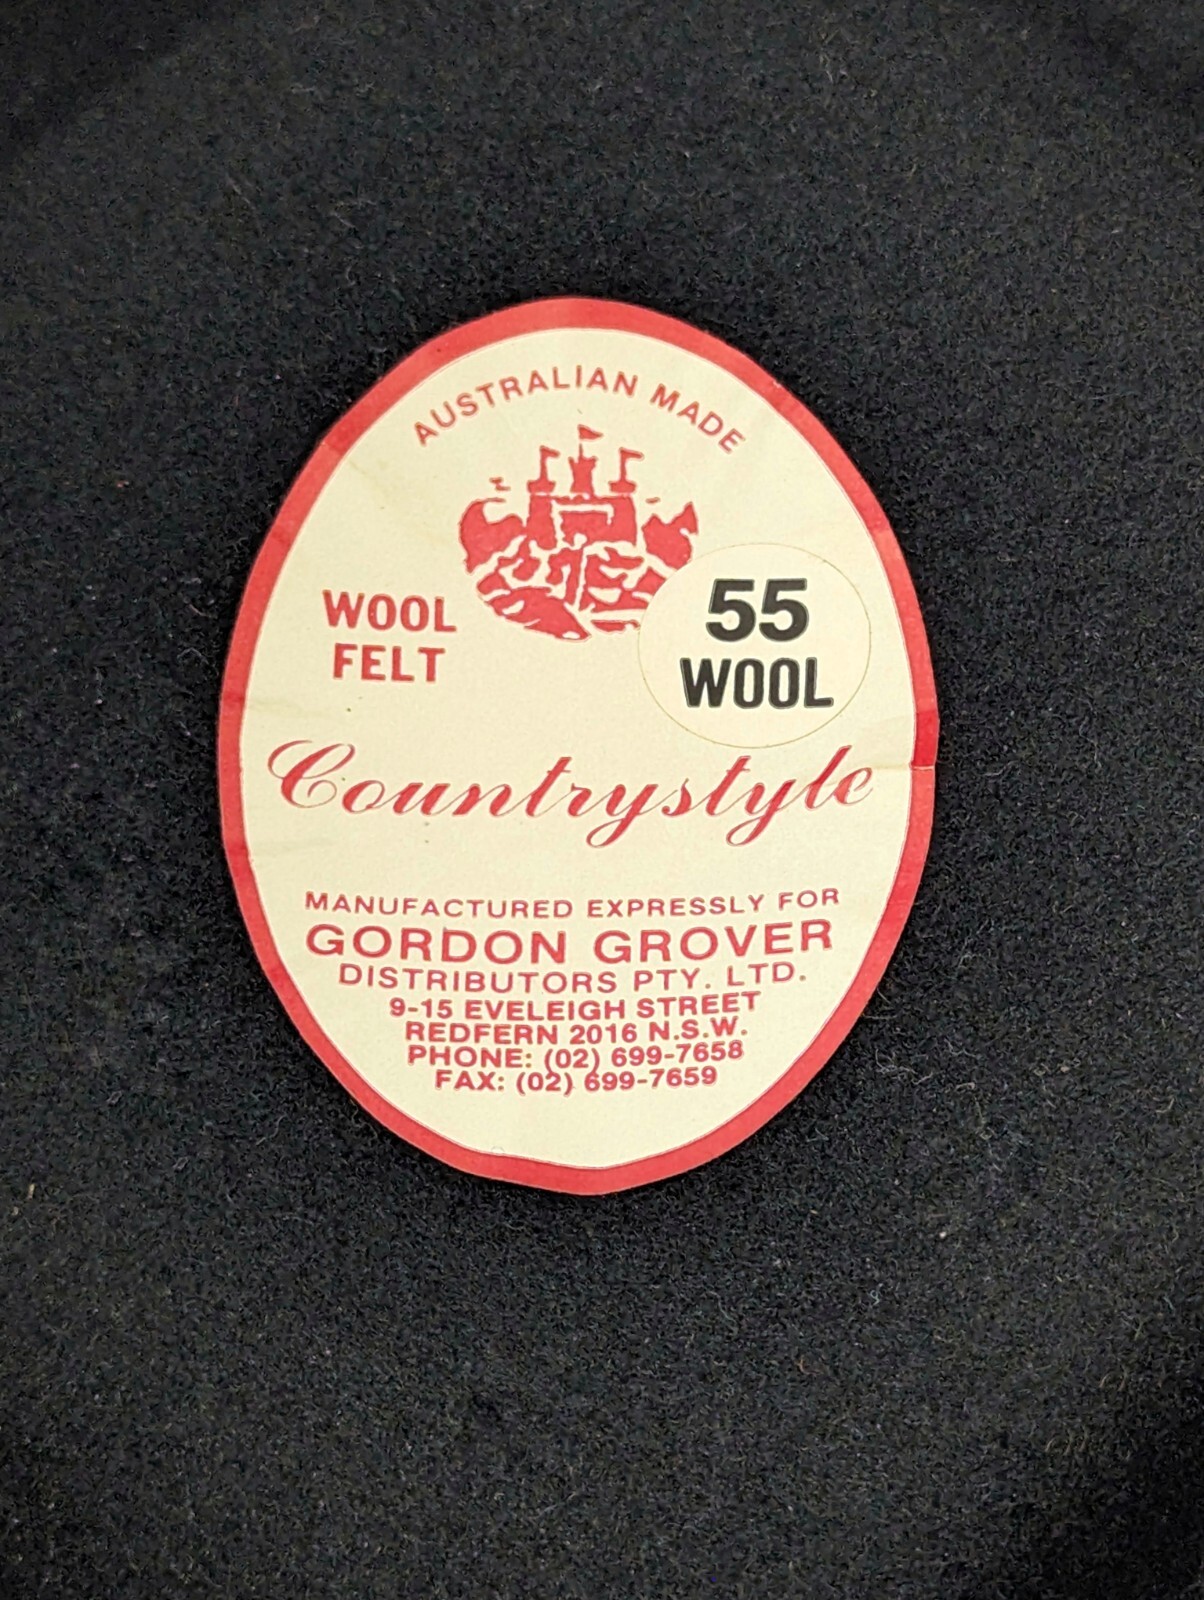 AUSTRALIAN MADE
WOOL
FELT
55
WOOL
Countrystyle
MANUFACTURED EXPRESSLY FOR
GORDON GROVER
DISTRIBUTORS PTY. LTD.
9-15 EVELEIGH STREET
REDFERN 2016 N.S.W.
PHONE: (02) 699-7658
FAX: (02) 699-7659